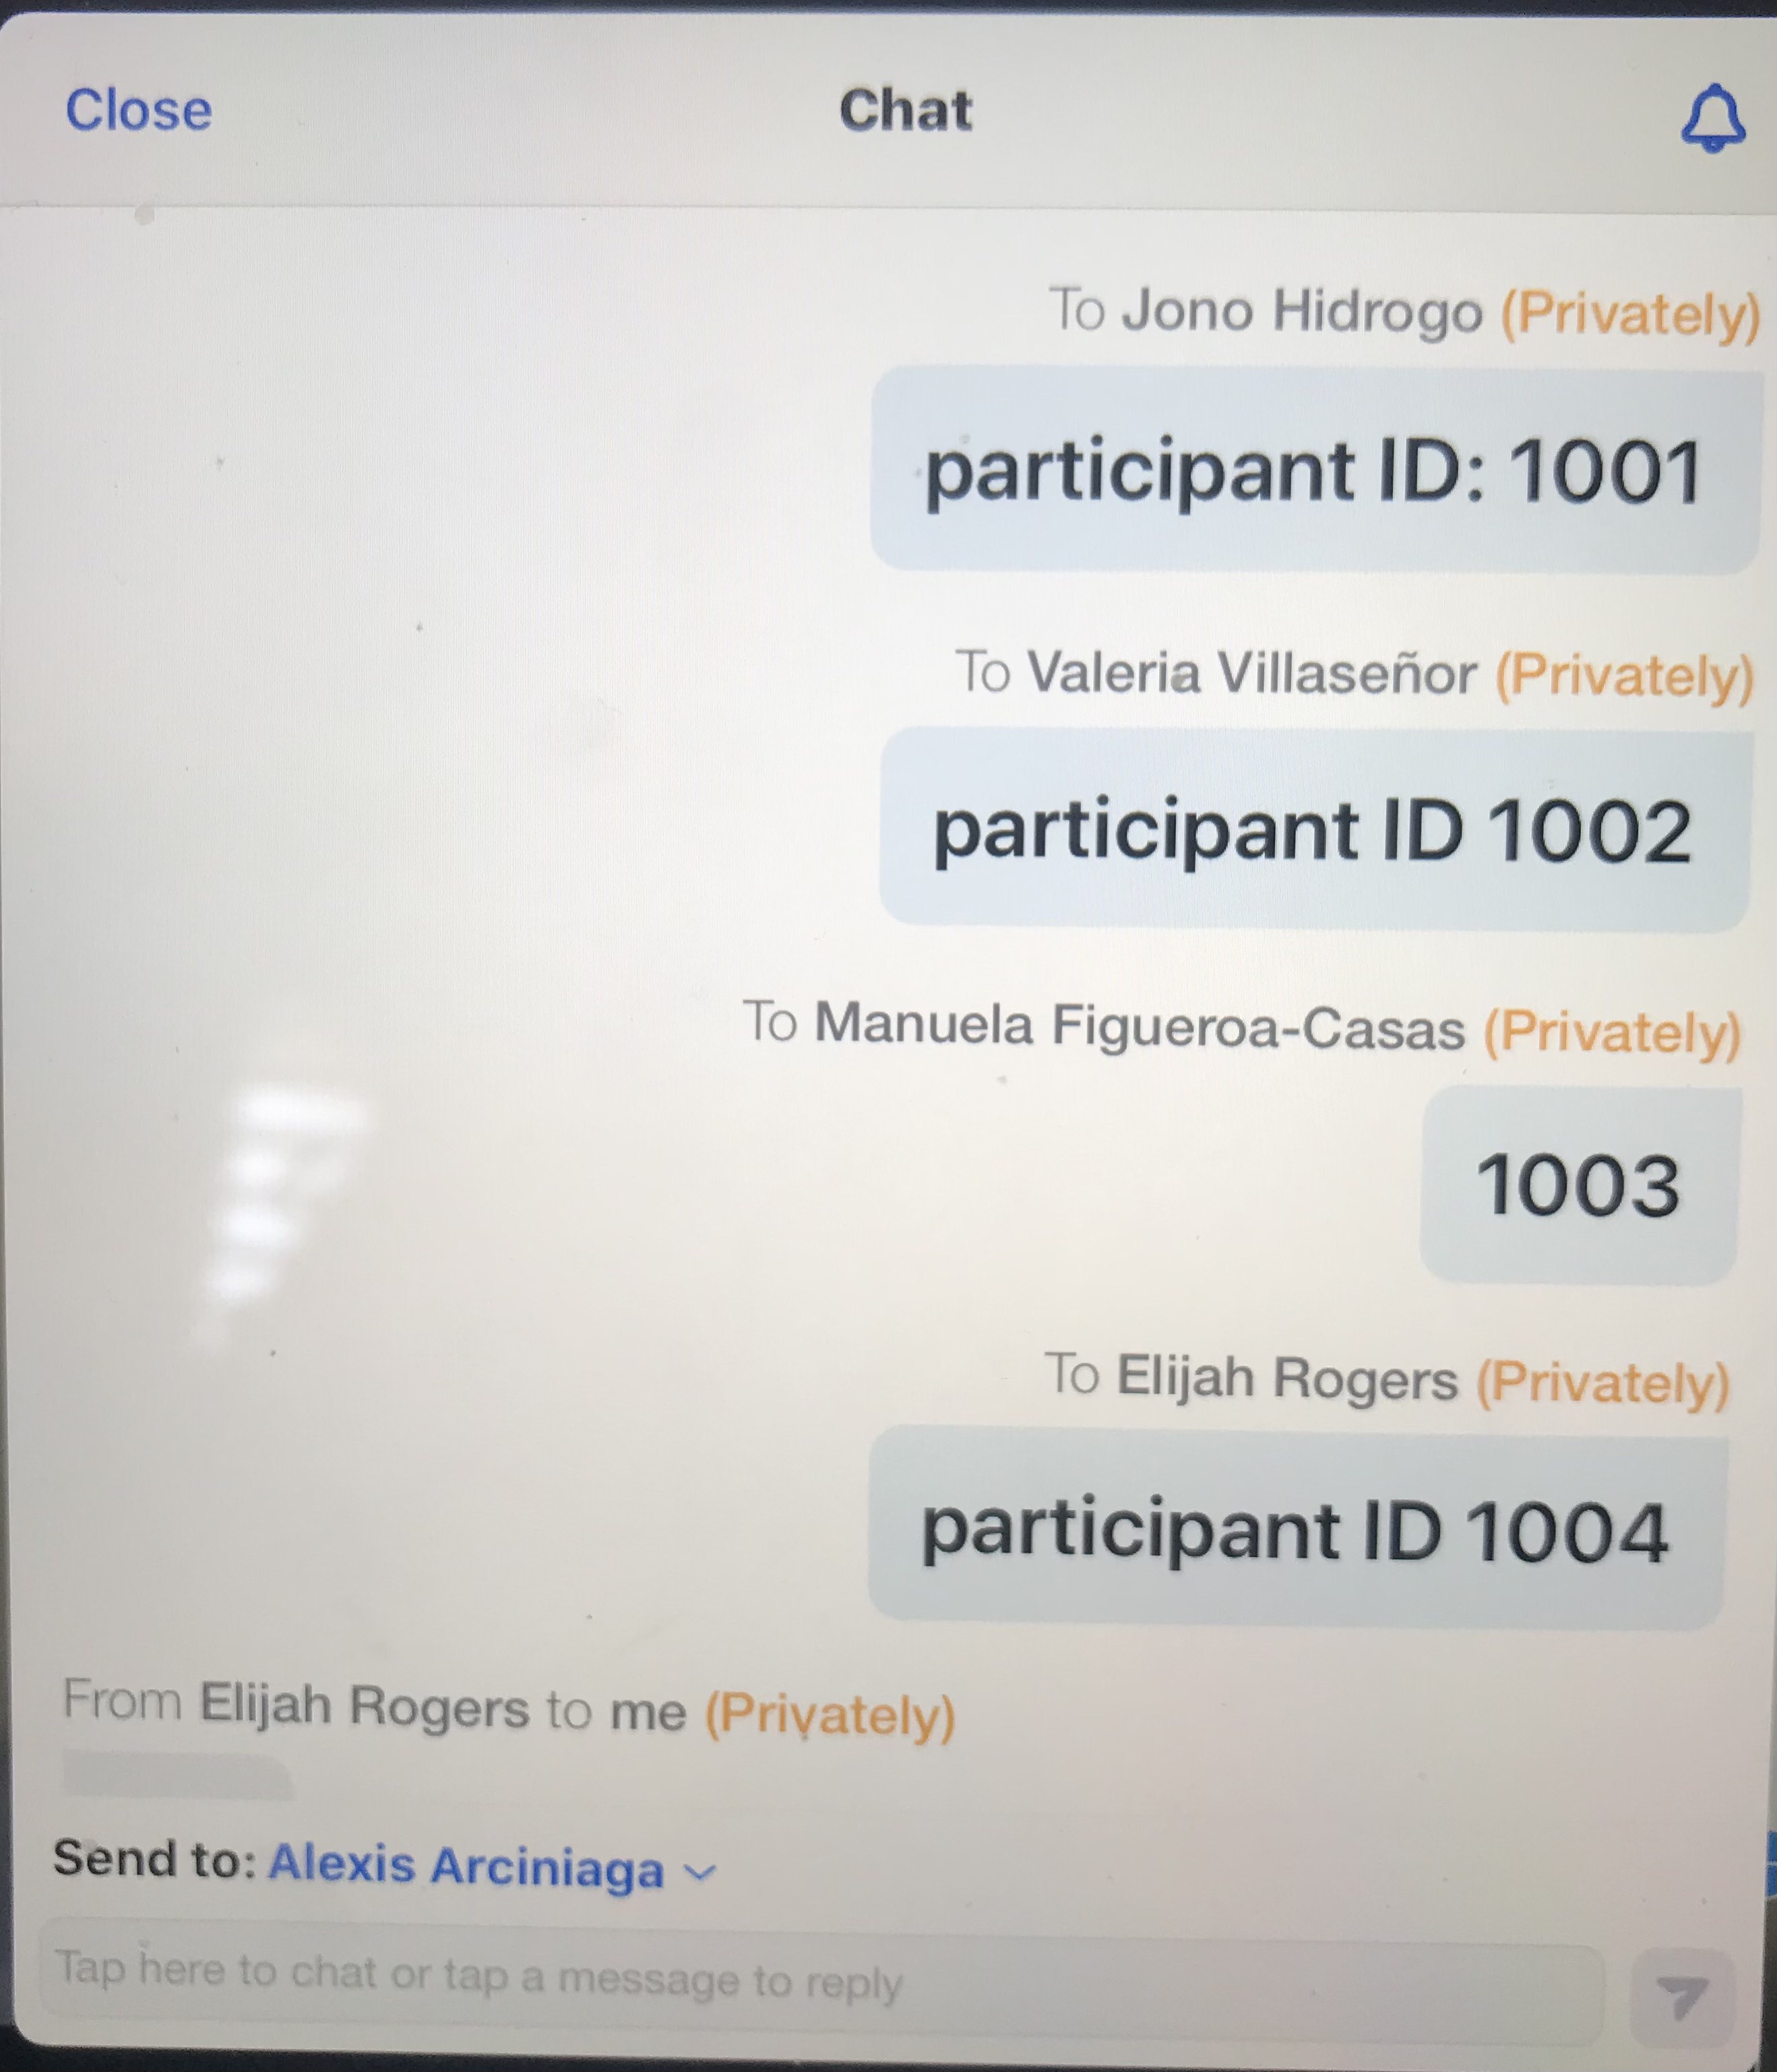 Close Chat
To Jono Hidrogo (Privately)
participant ID: 1001
To Valeria Villaseñor (Privately)
participant ID 1002
To Manuela Figueroa-Casas (Privately)
1003
To Elijah Rogers (Privately)
participant ID 1004
From Elijah Rogers to me (Privately)
Send to: Alexis Arciniaga
Tap here to chat or tap a message to reply